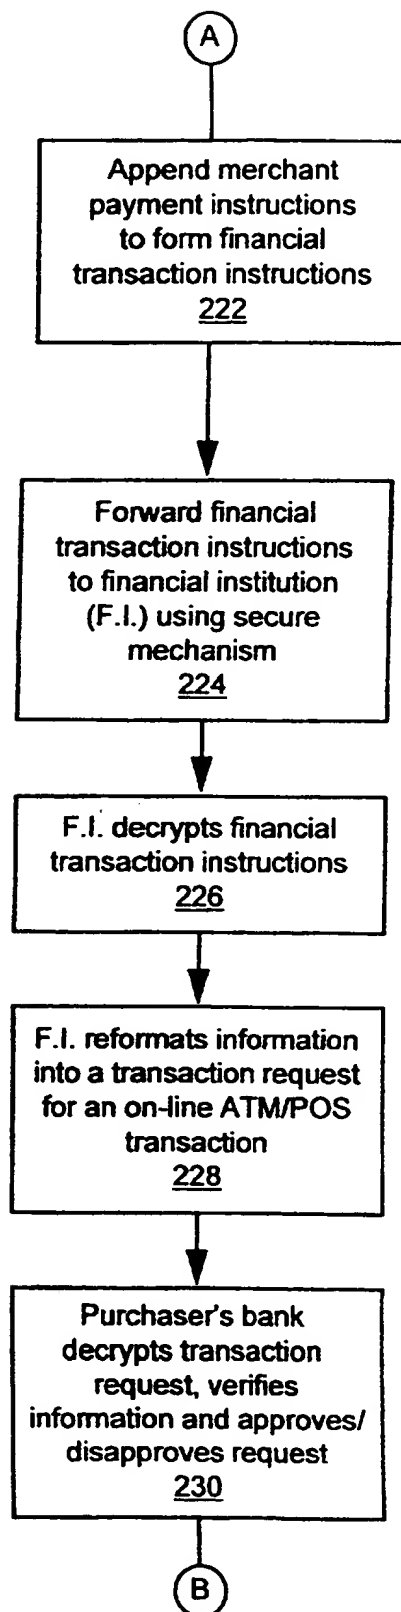 A
Append merchant
payment instructions
to form financial
transaction instructions
222
Forward financial
transaction instructions
to financial institution
(F.I.) using secure
mechanism
224
F.I. decrypts financial
transaction instructions
226
F.I. reformats information
into a transaction request
for an on-line ATM/POS
transaction
228
Purchaser's bank
decrypts transaction
request, verifies
information and approves/
disapproves request
230
B